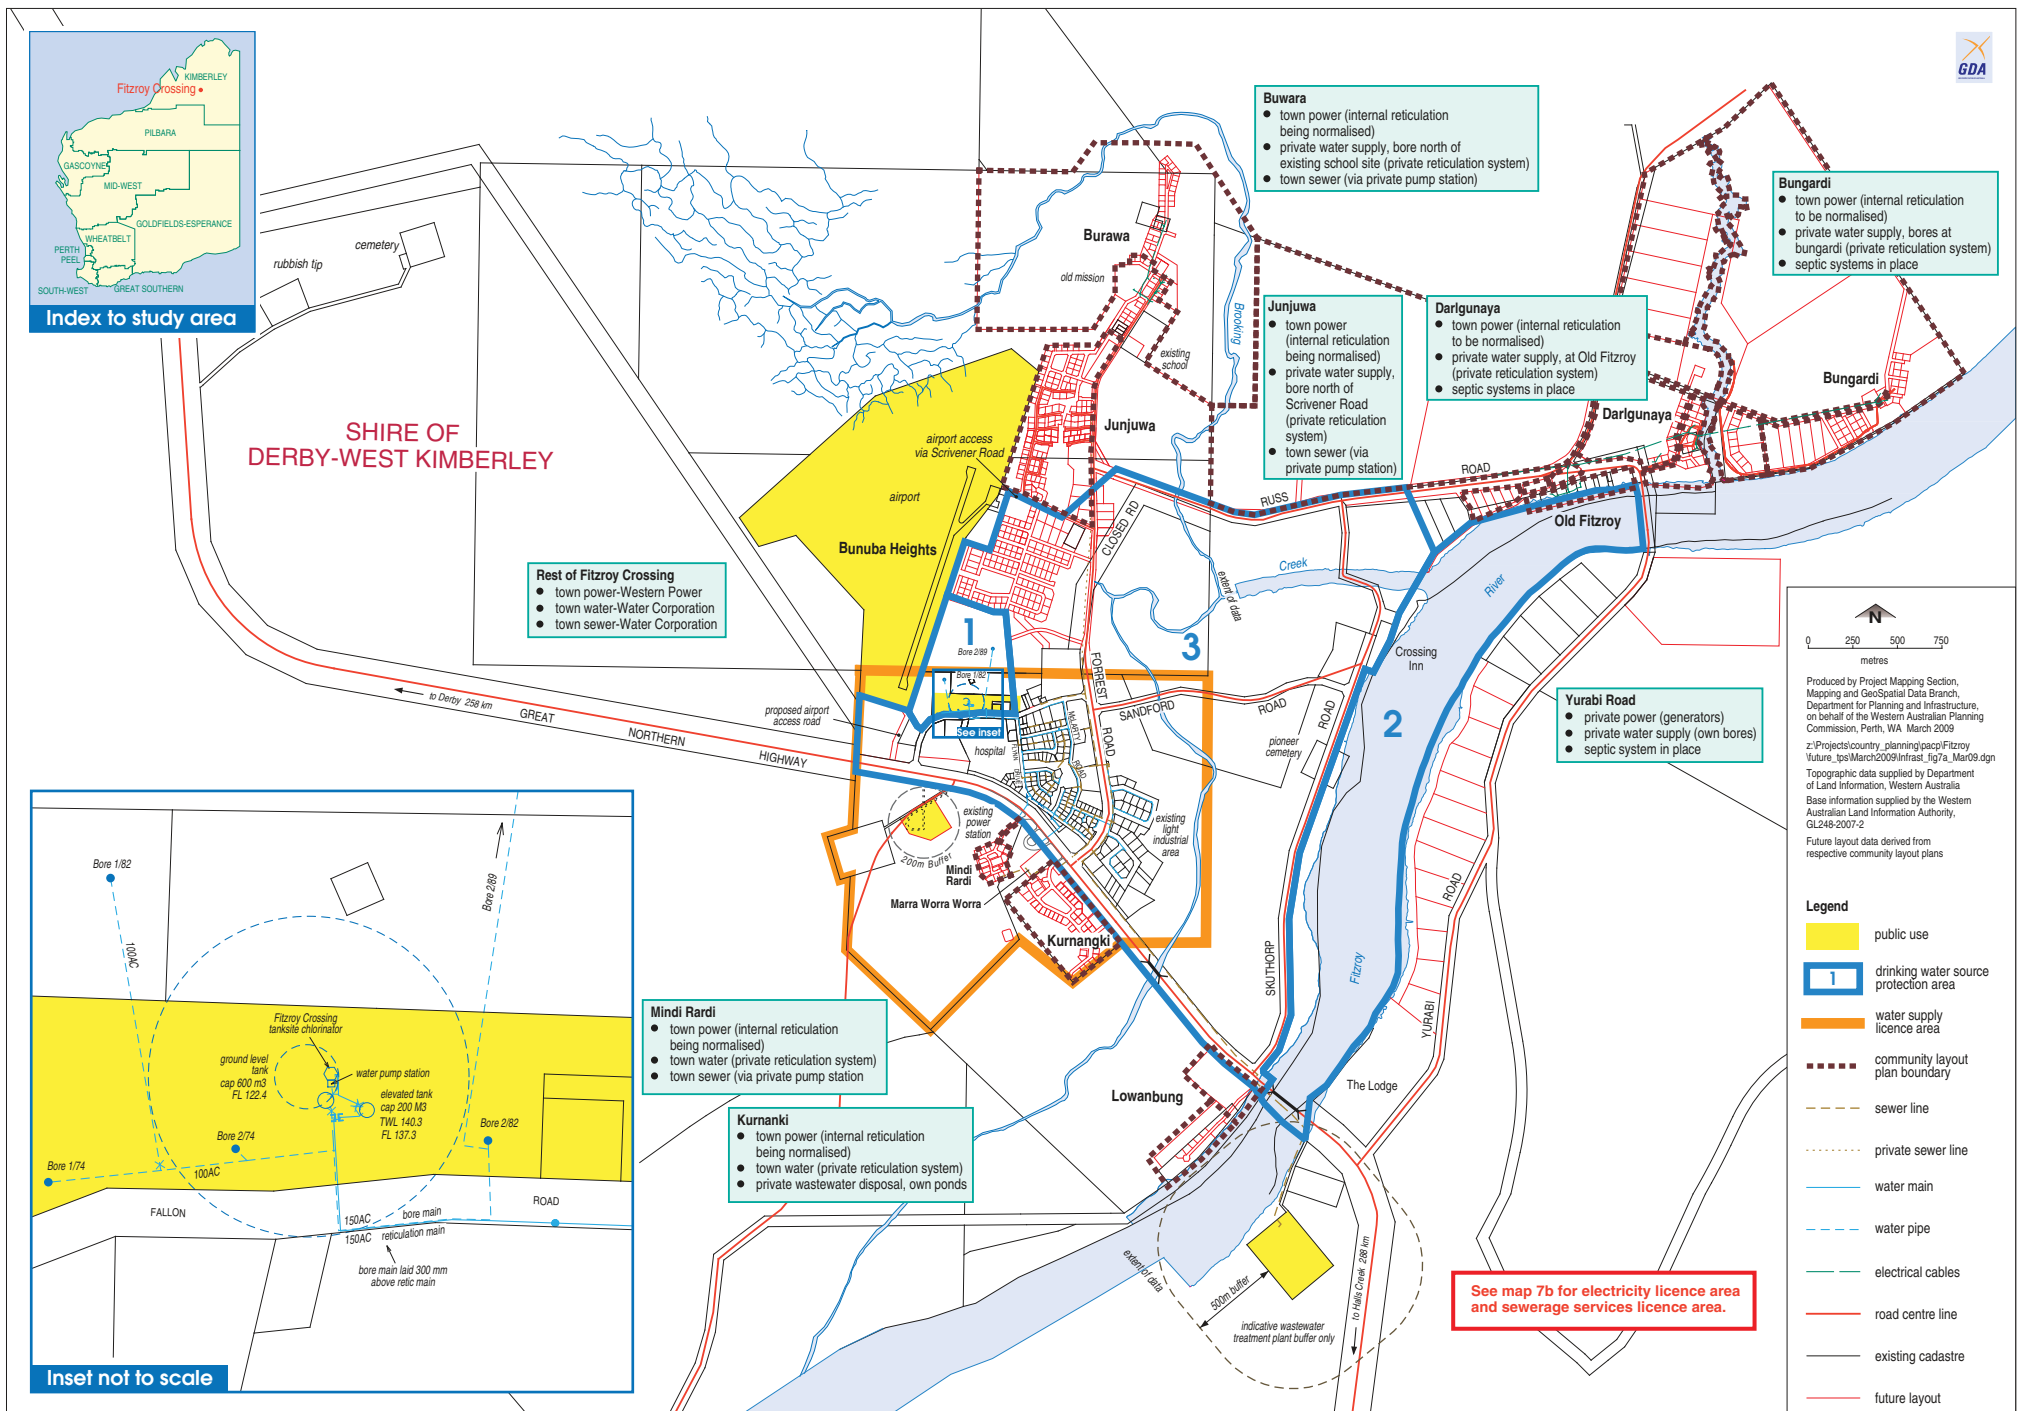 KIMBERLEY
Fitzroy Crossing
PILBARA
GASCOYNE
MID-WEST
GOLDFIELDS-ESPERANCE
WHEATBELT
PERTH
PEEL
SOUTH-WEST
GREAT SOUTHERN
Index to study area
GDA
rubbish tip
cemetery
SHIRE OF
DERBY-WEST KIMBERLEY
Buwara
● town power (internal reticulation
being normalised)
● private water supply, bore north of
existing school site (private reticulation system)
● town sewer (via private pump station)
Bungardi
● town power (internal reticulation
to be normalised)
● private water supply, bores at
bungardi (private reticulation system)
● septic systems in place
Junjuwa
● town power
(internal reticulation
being normalised)
● private water supply,
bore north of
Scrivener Road
(private reticulation
system)
● town sewer (via
private pump station)
Darlgunaya
● town power (internal reticulation
to be normalised)
● private water supply, at Old Fitzroy
(private reticulation system)
● septic systems in place
Burawa
old mission
Brooking
existing
school
Junjuwa
Bungardi
Darlgunaya
airport access
via Scrivener Road
airport
Bunuba Heights
CLOSED RD
RUSS
ROAD
Old Fitzroy
Creek
River
extent of data
Rest of Fitzroy Crossing
● town power-Western Power
● town water-Water Corporation
● town sewer-Water Corporation
1
Bore 2/89
Bore 1/82
3
See inset
3
Crossing
Inn
2
to Derby 258 km
GREAT
NORTHERN
HIGHWAY
proposed airport
access road
hospital
FLYNN
DRIVE
McLARTY
ROAD
FORREST
ROAD
SANDFORD
ROAD
ROAD
pioneer
cemetery
Yurabi Road
● private power (generators)
● private water supply (own bores)
● septic system in place
existing
power
station
200m Buffer
existing
light
industrial
area
Mindi
Rardi
Marra Worra Worra
Kurnangki
SKUTHORP
Fitzroy
ROAD
YURABI
The Lodge
Lowanbung
Mindi Rardi
● town power (internal reticulation
being normalised)
● town water (private reticulation system)
● town sewer (via private pump station
Kurnanki
● town power (internal reticulation
being normalised)
● town water (private reticulation system)
● private wastewater disposal, own ponds
extent of data
500m buffer
to Halls Creek 288 km
indicative wastewater
treatment plant buffer only
See map 7b for electricity licence area
and sewerage services licence area.
Bore 1/82
Bore 2/89
100AC
Fitzroy Crossing
tanksite chlorinator
ground level
tank
cap 600 m3
FL 122.4
water pump station
elevated tank
cap 200 M3
TWL 140.3
FL 137.3
Bore 2/74
Bore 2/82
Bore 1/74
100AC
FALLON
ROAD
150AC
bore main
150AC
reticulation main
bore main laid 300 mm
above retic main
Inset not to scale
N
0 250 500 750
metres
Produced by Project Mapping Section,
Mapping and GeoSpatial Data Branch,
Department for Planning and Infrastructure,
on behalf of the Western Australian Planning
Commission, Perth, WA March 2009
z:\Projects\country_planning\pacp\Fitzroy
\future_tps\March2009\Infrast_fig7a_Mar09.dgn
Topographic data supplied by Department
of Land Information, Western Australia
Base information supplied by the Western
Australian Land Information Authority,
GL248-2007-2
Future layout data derived from
respective community layout plans
Legend
public use
1
drinking water source
protection area
water supply
licence area
community layout
plan boundary
sewer line
private sewer line
water main
water pipe
electrical cables
road centre line
existing cadastre
future layout